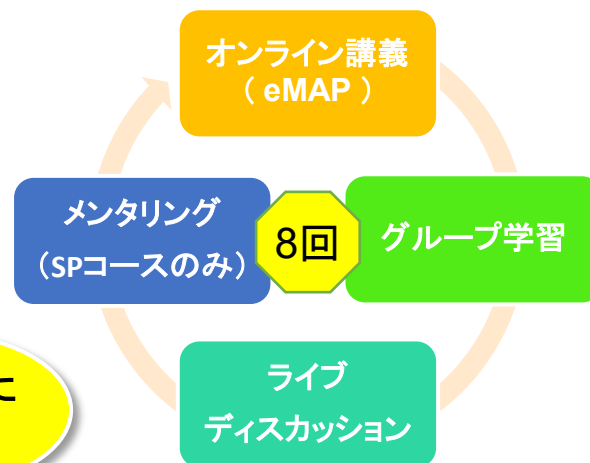 オンライン講義
（ eMAP ）
メンタリング
（SPコースのみ）
8回
グループ学習
ライブ
ディスカッション
に